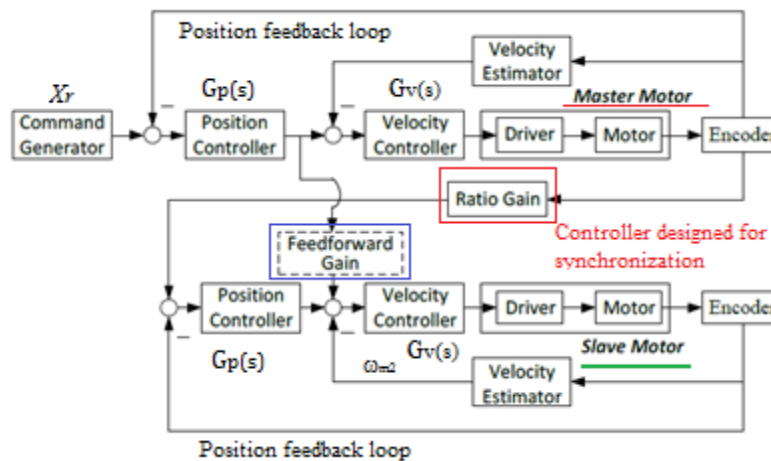 Position feedback loop
Velocity
Estimator
Xr
Gp(s)
Gv(s)
Master Motor
Command
Generator
Position
Controller
Velocity
Controller
Driver
Motor
Encoder
Ratio Gain
Controller designed for
synchronization
Feedforward
Gain
Position
Controller
Velocity
Controller
Driver
Motor
Encoder
Gp(s)
Gv(s)
ωm2
Slave Motor
Velocity
Estimator
Position feedback loop